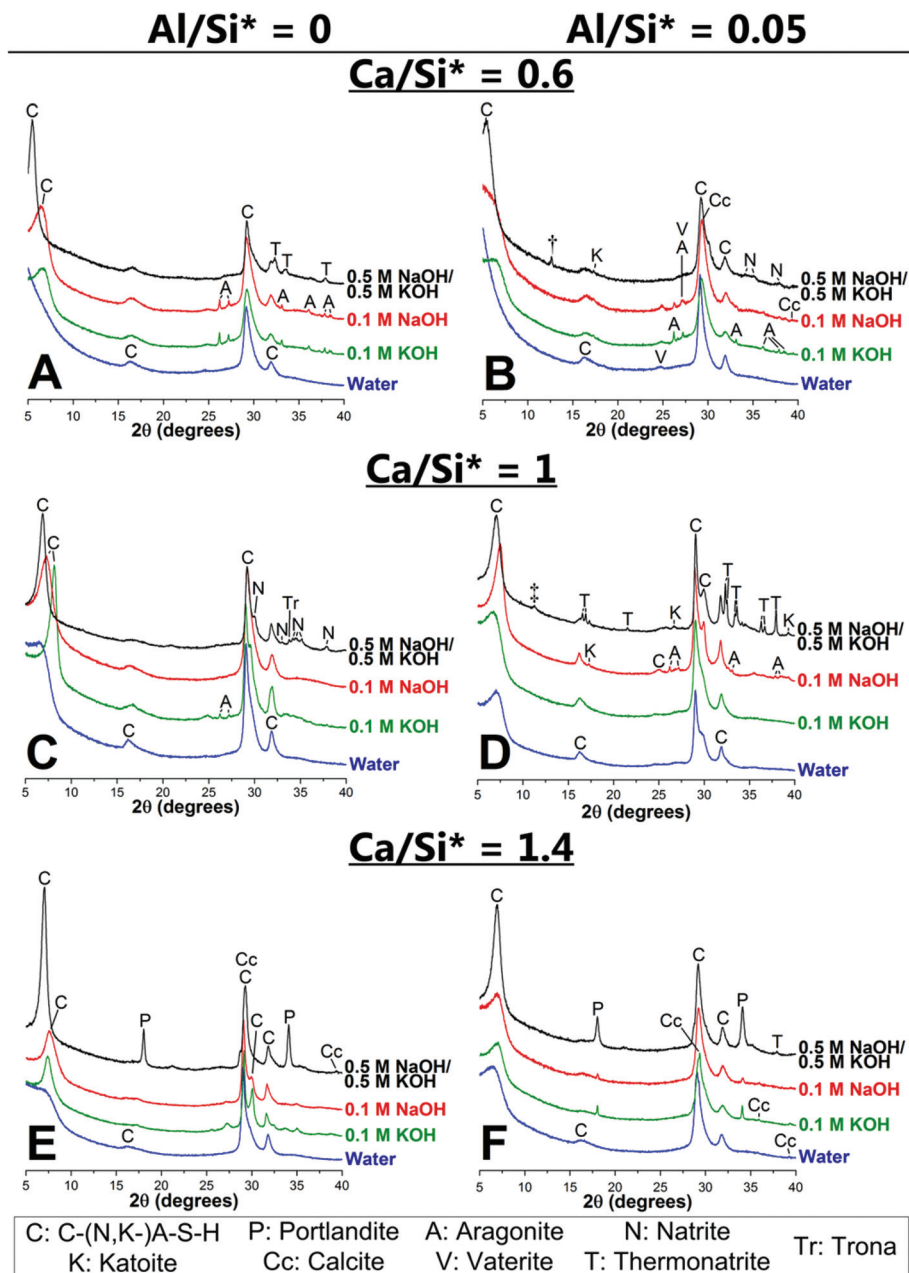 Al/Si* = 0 Al/Si* = 0.05
Ca/Si* = 0.6
C
C
C
T
T
T
A
A
A
A
0.5 M NaOH/
0.5 M KOH
0.1 M NaOH
0.1 M KOH
C
C
Water
A
5 10 15 20 25 30 35 40
2θ (degrees)
C
C
V
A
Cc
†
K
C
N
N
Cc
0.5 M NaOH/
0.5 M KOH
0.1 M NaOH
A
A
A
0.1 M KOH
C
V
Water
B
5 10 15 20 25 30 35 40
2θ (degrees)
Ca/Si* = 1
C
C
C
N
Tr
N
N
N
0.5 M NaOH/
0.5 M KOH
0.1 M NaOH
A
0.1 M KOH
C
C
Water
C
5 10 15 20 25 30 35 40
2θ (degrees)
C
C
C
‡
T
T
K
T
T
T
T
K
0.5 M NaOH/
0.5 M KOH
K
C
A
A
A
0.1 M NaOH
0.1 M KOH
C
C
Water
D
5 10 15 20 25 30 35 40
2θ (degrees)
Ca/Si* = 1.4
C
C
P
Cc
C
C
C
P
Cc
0.5 M NaOH/
0.5 M KOH
0.1 M NaOH
0.1 M KOH
C
Water
E
5 10 15 20 25 30 35 40
2θ (degrees)
C
P
C
Cc
C
P
T
0.5 M NaOH/
0.5 M KOH
0.1 M NaOH
Cc
0.1 M KOH
C
Cc
Water
F
5 10 15 20 25 30 35 40
2θ (degrees)
C: C-(N,K-)A-S-H P: Portlandite A: Aragonite N: Natrite Tr: Trona
K: Katoite Cc: Calcite V: Vaterite T: Thermonatrite